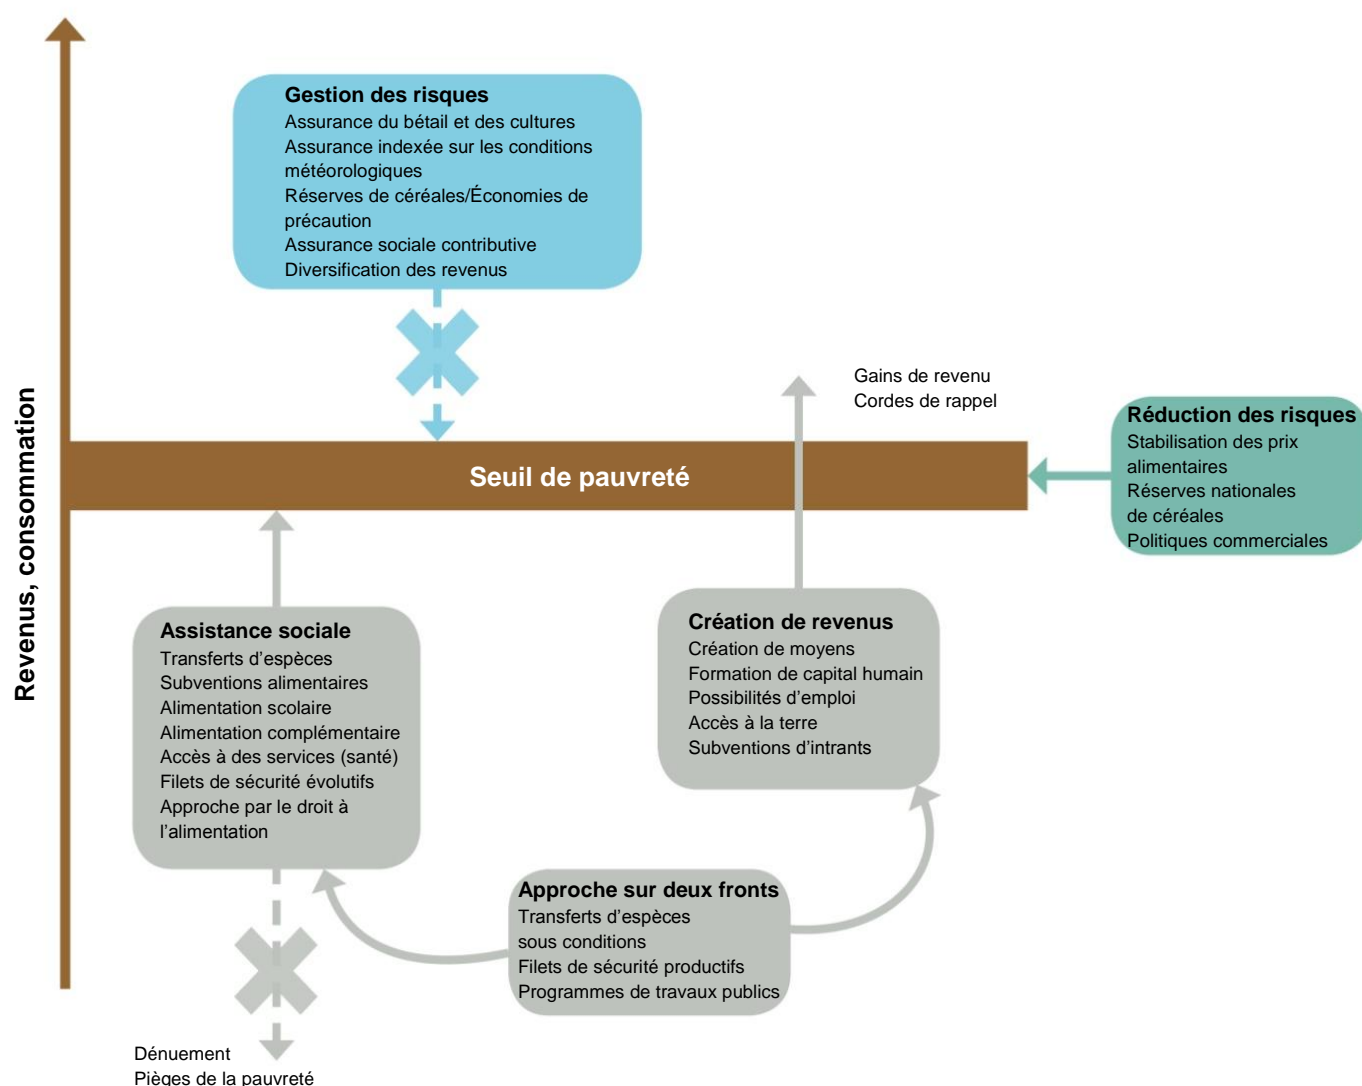 Gestion des risques
Assurance du bétail et des cultures
Assurance indexée sur les conditions
météorologiques
Réserves de céréales/Économies de
précaution
Assurance sociale contributive
Diversification des revenus
Gains de revenu
Cordes de rappel
Réduction des risques
Stabilisation des prix
alimentaires
Réserves nationales
de céréales
Politiques commerciales
Revenus, consommation
Seuil de pauvreté
Assistance sociale
Transferts d’espèces
Subventions alimentaires
Alimentation scolaire
Alimentation complémentaire
Accès à des services (santé)
Filets de sécurité évolutifs
Approche par le droit à
l’alimentation
Création de revenus
Création de moyens
Formation de capital humain
Possibilités d’emploi
Accès à la terre
Subventions d’intrants
Approche sur deux fronts
Transferts d’espèces
sous conditions
Filets de sécurité productifs
Programmes de travaux publics
Dénuement
Pièges de la pauvreté